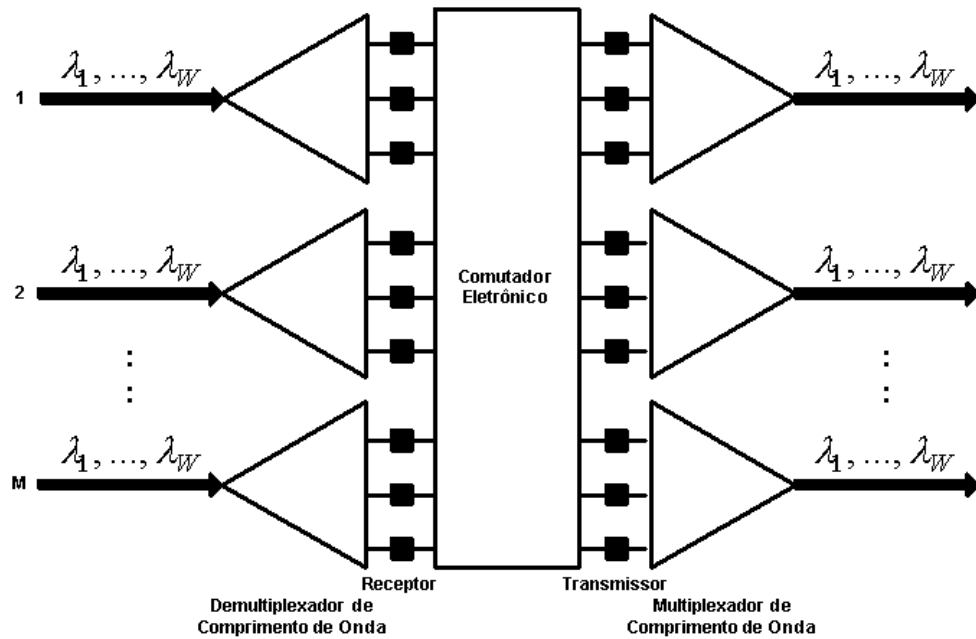 λ1, ..., λW
λ1, ..., λW
1
λ1, ..., λW
λ1, ..., λW
2
Comutador
Eletrônico
:
:
λ1, ..., λW
λ1, ..., λW
M
Receptor
Transmissor
Demultiplexador de
Comprimento de Onda
Multiplexador de
Comprimento de Onda